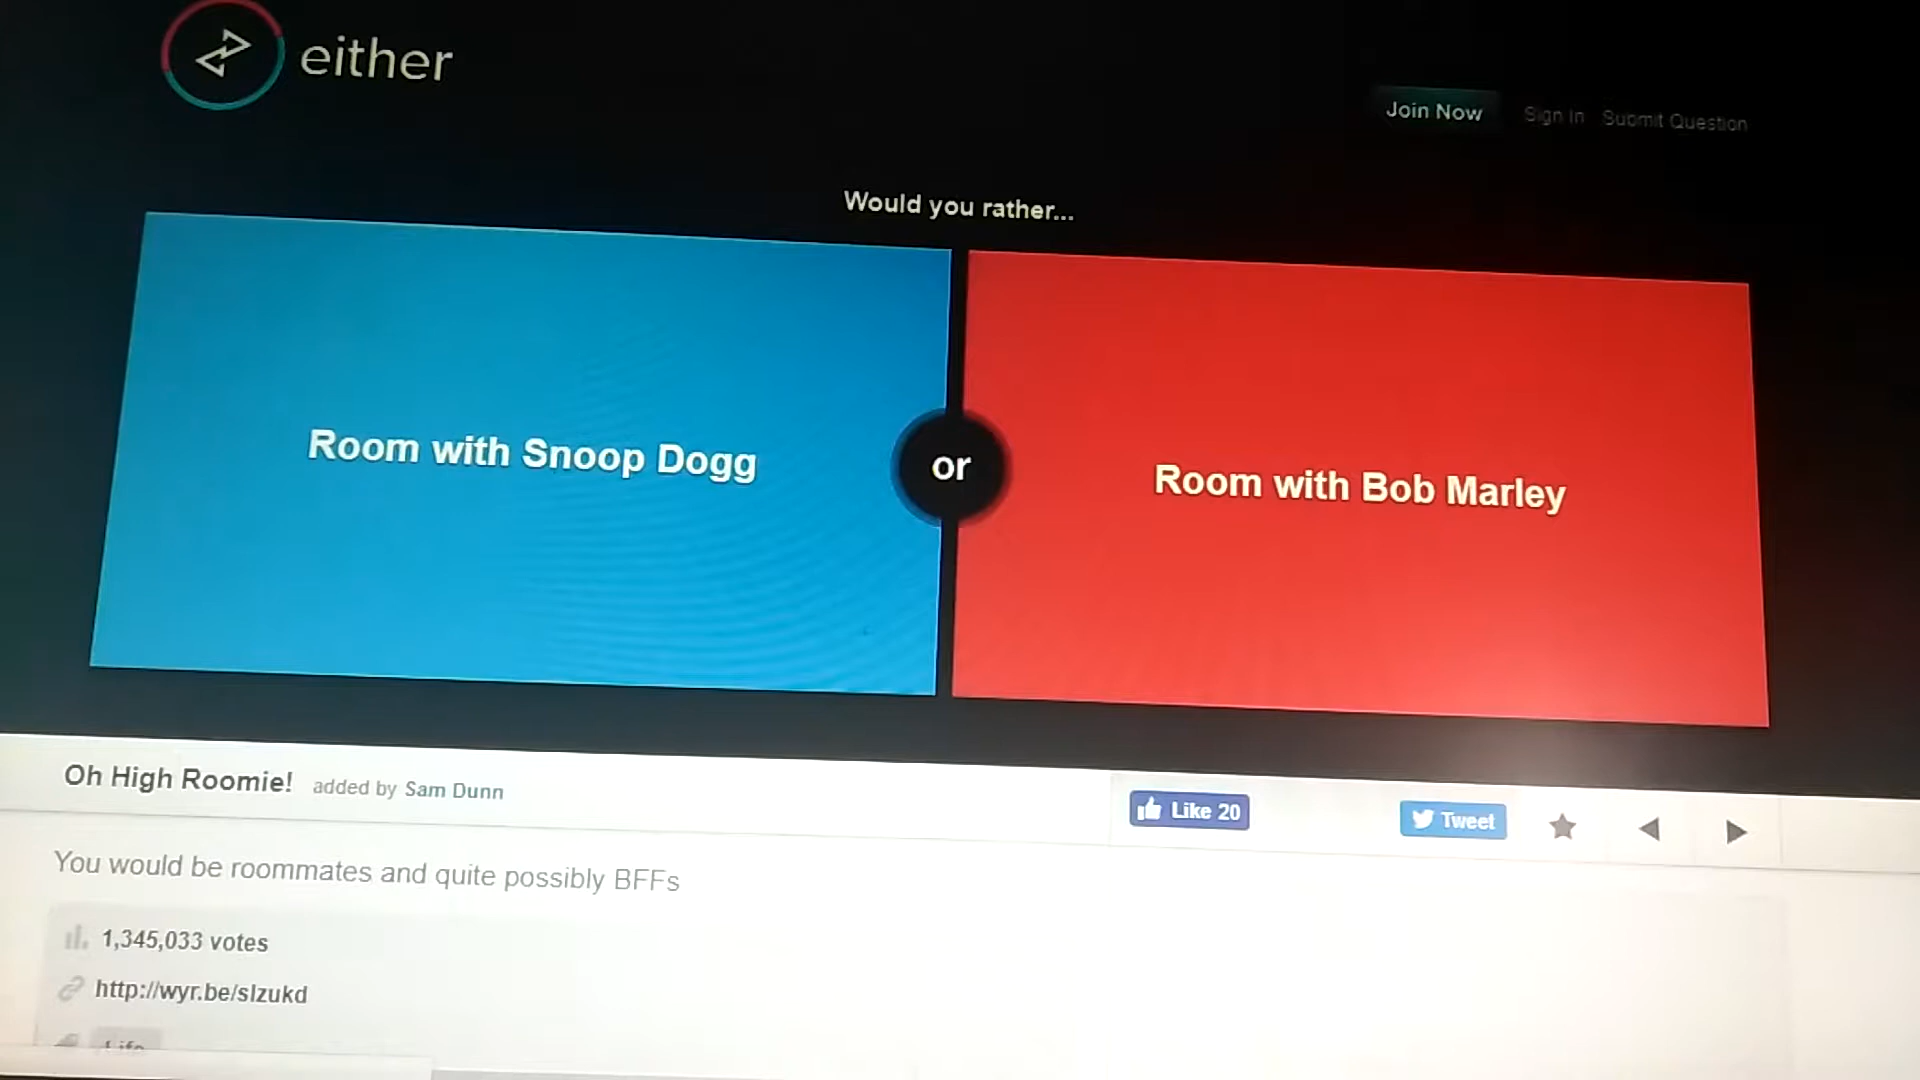 either
Join Now Sign In Submit Question
Would you rather...
Room with Snoop Dogg
or
Room with Bob Marley
Oh High Roomie! added by Sam Dunn
Like 20
Tweet
You would be roommates and quite possibly BFFs
1,345,033 votes
http://wyr.be/slzukd
Life